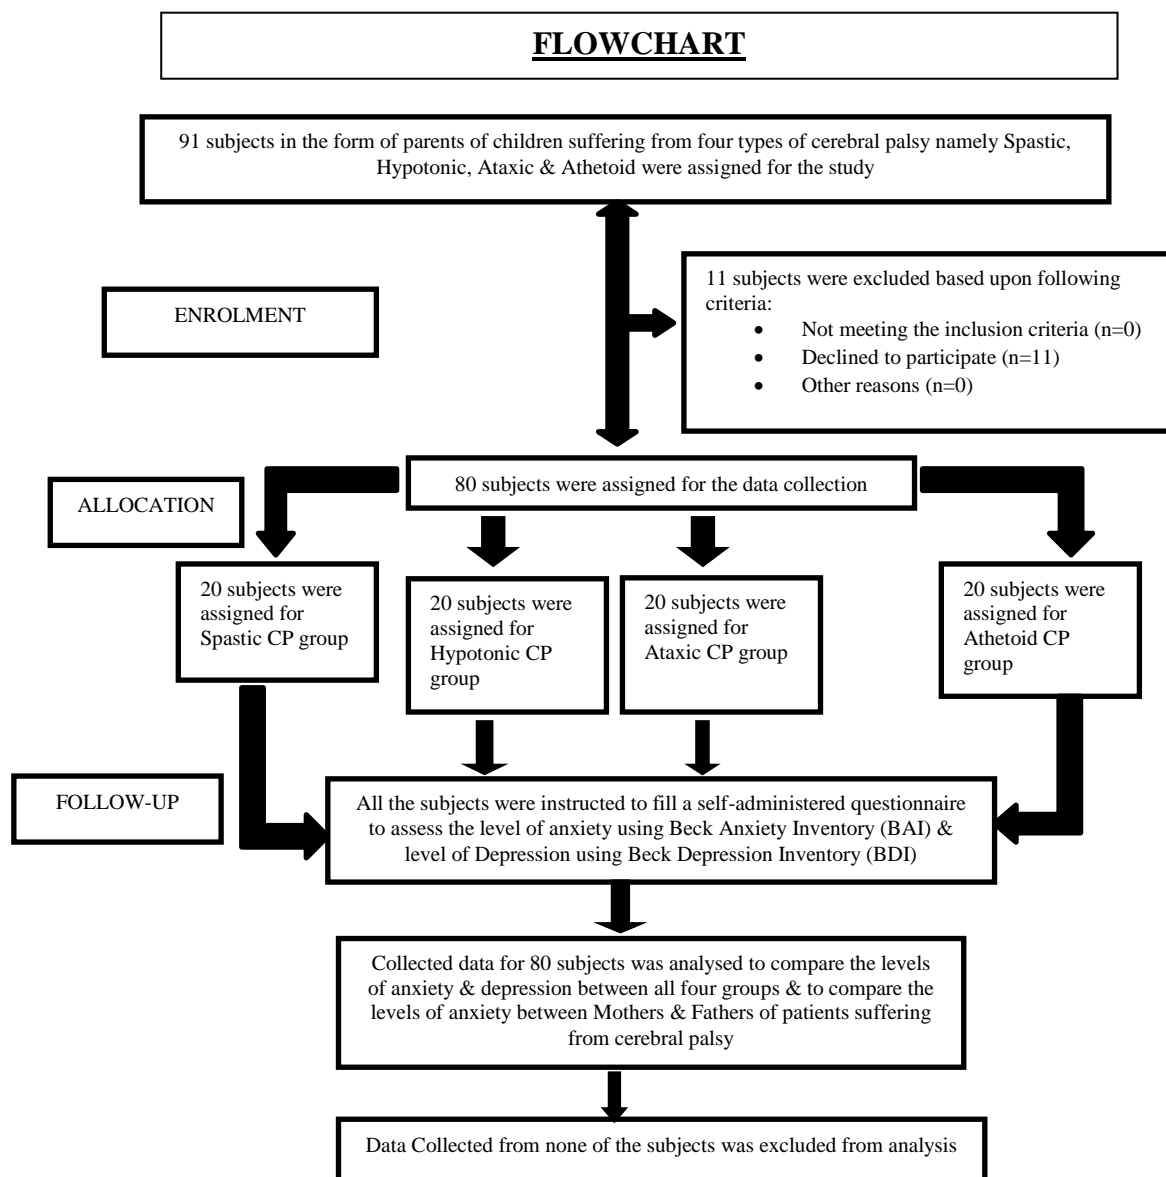 FLOWCHART
91 subjects in the form of parents of children suffering from four types of cerebral palsy namely Spastic,
Hypotonic, Ataxic & Athetoid were assigned for the study
ENROLMENT
11 subjects were excluded based upon following
criteria:
• Not meeting the inclusion criteria (n=0)
• Declined to participate (n=11)
• Other reasons (n=0)
ALLOCATION
80 subjects were assigned for the data collection
20 subjects were
assigned for
Spastic CP group
20 subjects were
assigned for
Hypotonic CP
group
20 subjects were
assigned for
Ataxic CP group
20 subjects were
assigned for
Athetoid CP
group
FOLLOW-UP
All the subjects were instructed to fill a self-administered questionnaire
to assess the level of anxiety using Beck Anxiety Inventory (BAI) &
level of Depression using Beck Depression Inventory (BDI)
Collected data for 80 subjects was analysed to compare the levels
of anxiety & depression between all four groups & to compare the
levels of anxiety between Mothers & Fathers of patients suffering
from cerebral palsy
Data Collected from none of the subjects was excluded from analysis